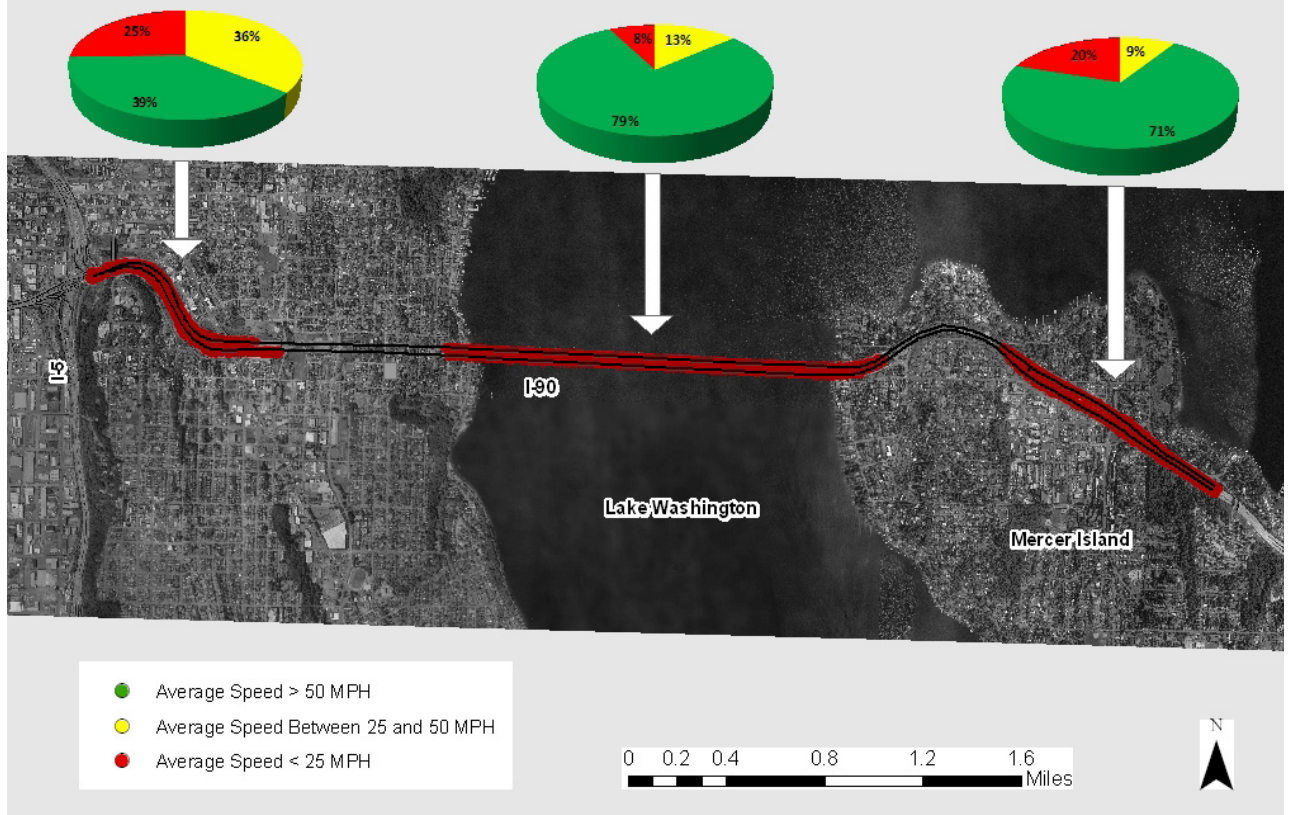 25%
36%
39%
8%
13%
79%
20%
9%
71%
I-5
I-90
Lake Washington
Mercer Island
Average Speed > 50 MPH
Average Speed Between 25 and 50 MPH
Average Speed < 25 MPH
0 0.2 0.4 0.8 1.2 1.6
Miles
N